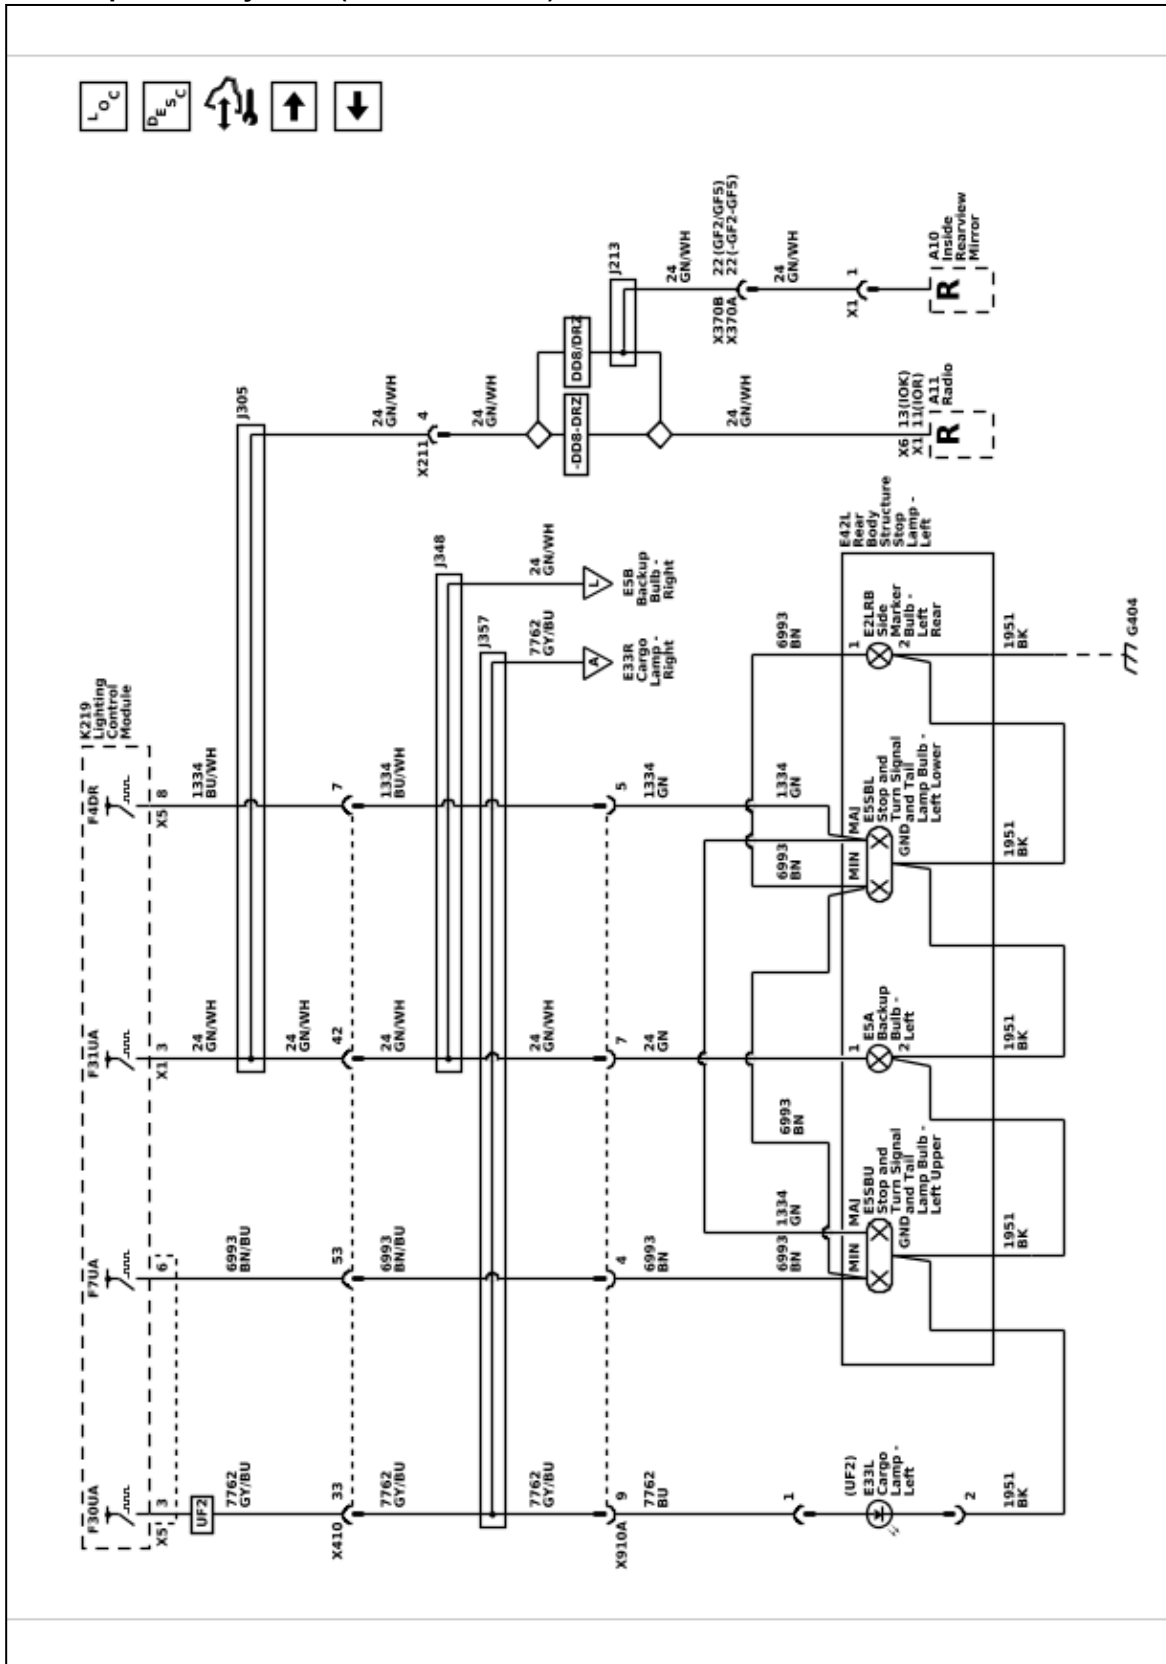 LOC
DESC
K219
Lighting
Control
Module
F30UA
F7UA
F31UA
F4DR
X5
3
6
X1
3
X5
8
UF2
7762
GY/BU
6993
BN/BU
24
GN/WH
1334
BU/WH
J305
24
GN/WH
X410
33
53
42
7
7762
GY/BU
6993
BN/BU
24
GN/WH
1334
BU/WH
24
GN/WH
X211
4
24
GN/WH
J348
J357
7762
GY/BU
24
GN/WH
7762
GY/BU
24
GN/WH
-DD8-DRZ
DD8/DRZ
J213
A
E33R
Cargo
Lamp -
Right
L
E5B
Backup
Bulb -
Right
X910A
9
4
7
5
7762
BU
6993
BN
24
GN
1334
GN
24
GN/WH
X370B
X370A
22 (GF2/GF5)
22 (-GF2-GF5)
24
GN/WH
24
GN/WH
X1
1
6993
BN
1334
GN
6993
BN
6993
BN
1334
GN
6993
BN
1
(UF2)
E33L
Cargo
Lamp -
Left
2
MIN
MAJ
E5SBU
Stop and
Turn Signal
GND and Tail
Lamp Bulb -
Left Upper
1
E5A
Backup
Bulb -
Left
2
MIN
MAJ
E5SBL
Stop and
Turn Signal
GND and Tail
Lamp Bulb -
Left Lower
1
E2LRB
Side
Marker
Bulb -
Left
Rear
2
E42L
Rear
Body
Structure
Stop
Lamp -
Left
X6
13 (IOK)
X1
11 (IOR)
R
A11
Radio
R
A10
Inside
Rearview
Mirror
1951
BK
1951
BK
1951
BK
1951
BK
1951
BK
G404